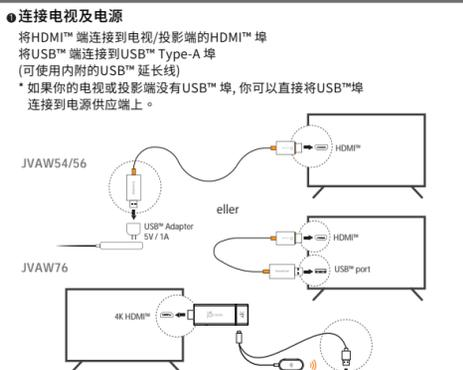 ❶连接电视及电源
将HDMI™ 端连接到电视/投影端的HDMI™ 埠
将USB™ 端连接到USB™ Type-A 埠
(可使用内附的USB™ 延长线)
* 如果你的电视或投影端没有USB™ 埠, 你可以直接将USB™埠
连接到电源供应端上。
HDMI™
JVAW54/56
eller
USB™ Adapter
5V / 1A
HDMI™
USB™ port
JVAW76
4K HDMI™